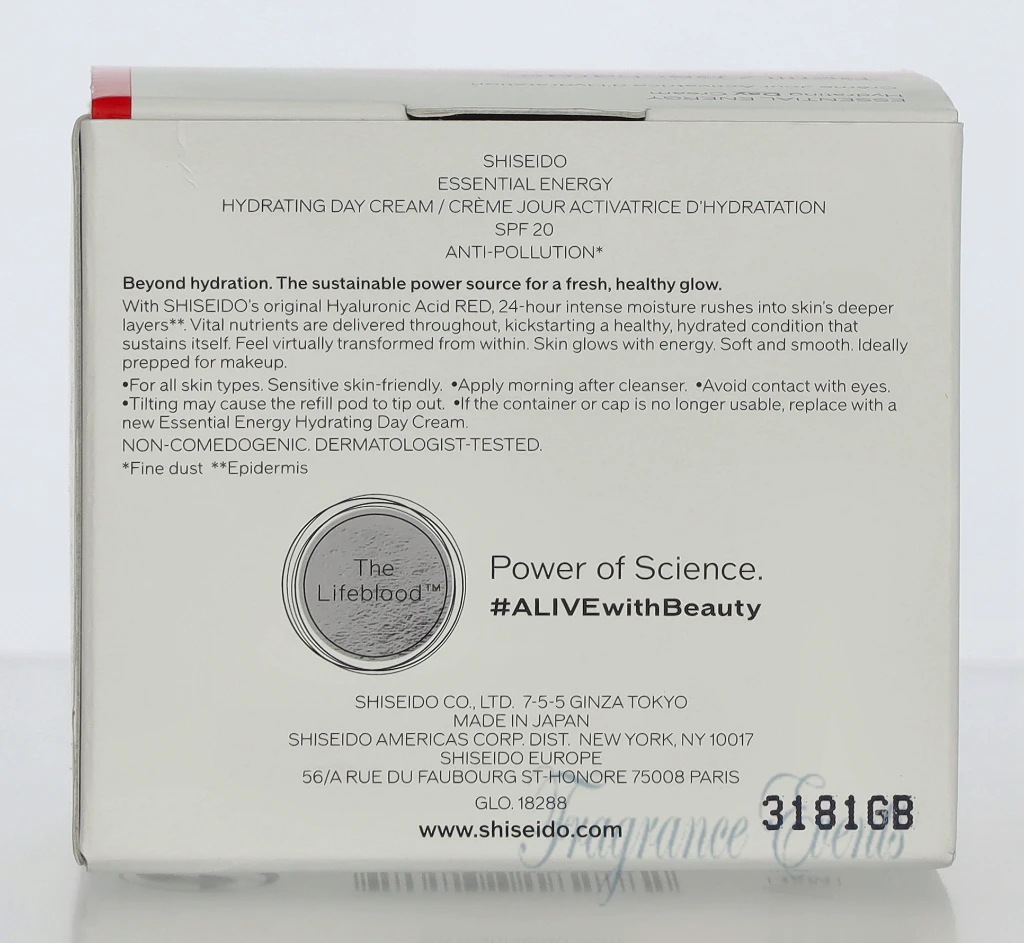 ESSENTIAL ENERGY
Hydrating Day Cream
SHISEIDO
ESSENTIAL ENERGY
HYDRATING DAY CREAM / CRÈME JOUR ACTIVATRICE D'HYDRATATION
SPF 20
ANTI-POLLUTION*
Beyond hydration. The sustainable power source for a fresh, healthy glow.
With SHISEIDO's original Hyaluronic Acid RED, 24-hour intense moisture rushes into skin's deeper
layers**. Vital nutrients are delivered throughout, kickstarting a healthy, hydrated condition that
sustains itself. Feel virtually transformed from within. Skin glows with energy. Soft and smooth. Ideally
prepped for makeup.
•For all skin types. Sensitive skin-friendly. •Apply morning after cleanser. •Avoid contact with eyes.
•Tilting may cause the refill pod to tip out. •If the container or cap is no longer usable, replace with a
new Essential Energy Hydrating Day Cream.
NON-COMEDOGENIC. DERMATOLOGIST-TESTED.
*Fine dust **Epidermis
The
Lifeblood™
Power of Science.
#ALIVEwithBeauty
SHISEIDO CO., LTD. 7-5-5 GINZA TOKYO
MADE IN JAPAN
SHISEIDO AMERICAS CORP. DIST. NEW YORK, NY 10017
SHISEIDO EUROPE
56/A RUE DU FAUBOURG ST-HONORE 75008 PARIS
GLO. 18288
www.shiseido.com
3181GB
Fragrance Events